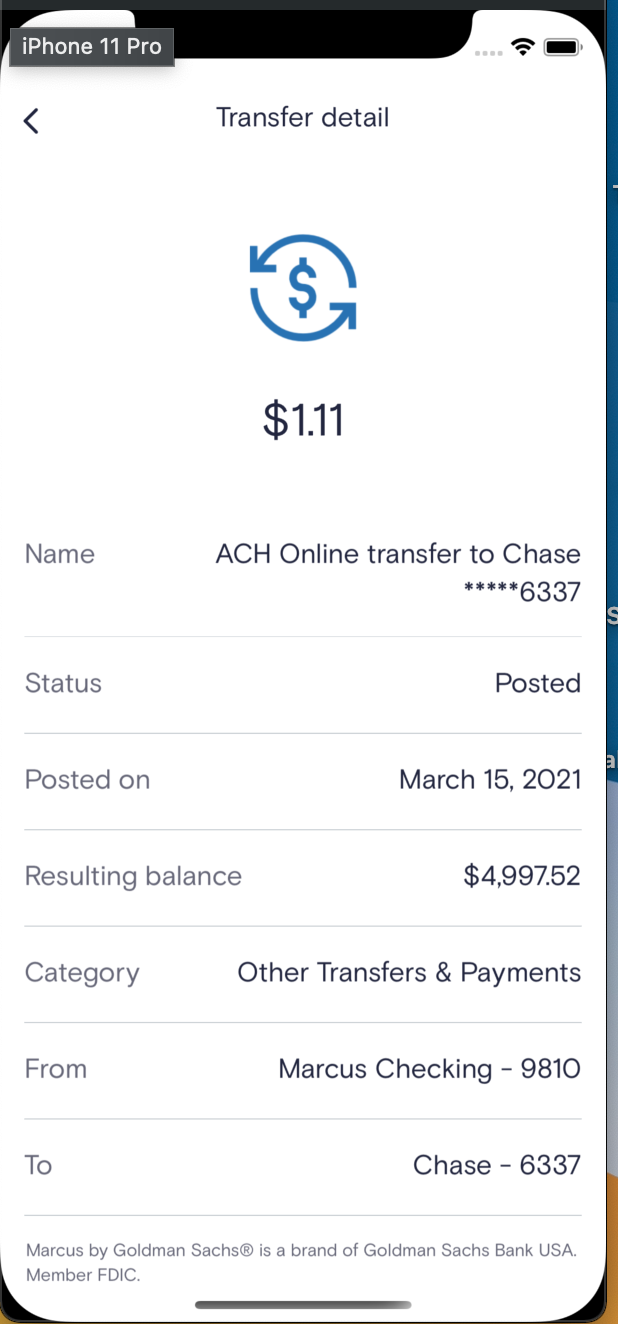 iPhone 11 Pro
Transfer detail
$
$1.11
Name ACH Online transfer to Chase
*****6337
Status Posted
Posted on March 15, 2021
Resulting balance $4,997.52
Category Other Transfers & Payments
From Marcus Checking - 9810
To Chase - 6337
Marcus by Goldman Sachs® is a brand of Goldman Sachs Bank USA.
Member FDIC.